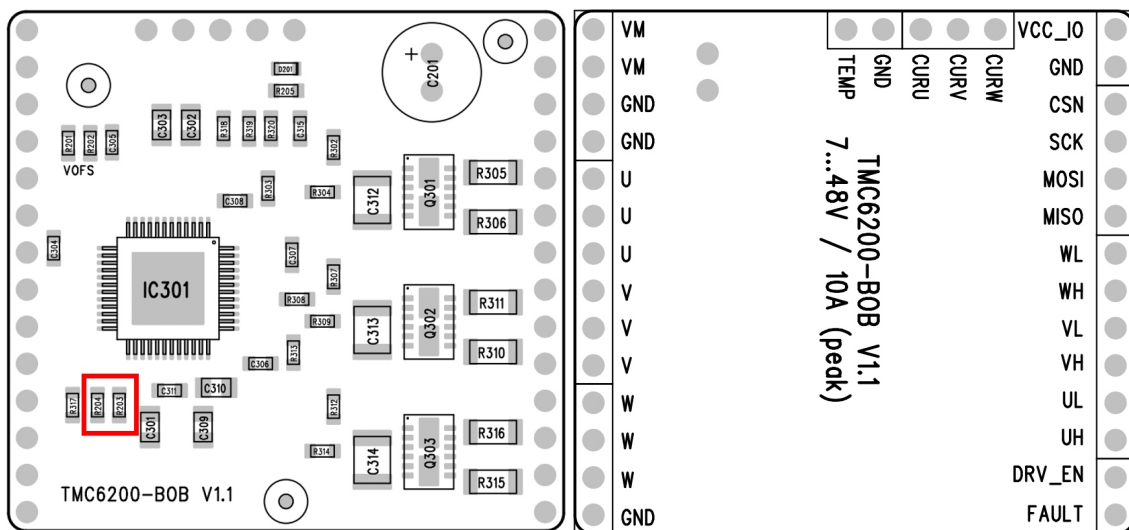 D201
R205
+
C201
C303
C302
R318
R319
R320
C315
R302
R201
R202
C305
VOFS
R303
R304
C308
C312
Q301
R305
R306
C304
IC301
C307
R307
R308
R309
C313
Q302
R311
R310
R313
C306
R317
R204
R203
C311
C310
C301
C309
R312
R314
C314
Q303
R316
R315
TMC6200-BOB V1.1
VM
VM
GND
GND
U
U
U
V
V
V
W
W
W
GND
TEMP
GND
CURU
CURV
CURW
TMC6200-BOB V1.1
7...48V / 10A (peak)
VCC_IO
GND
CSN
SCK
MOSI
MISO
WL
WH
VL
VH
UL
UH
DRV_EN
FAULT